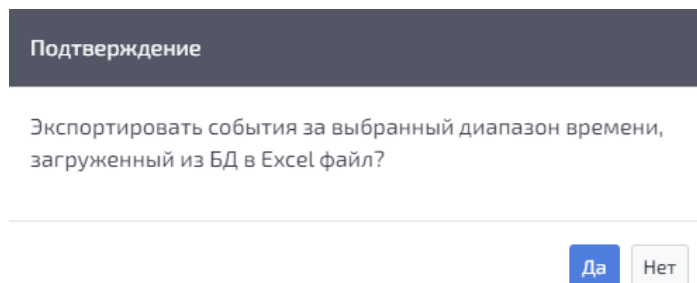 Подтверждение
Экспортировать события за выбранный диапазон времени,
загруженный из БД в Excel файл?
Да Нет